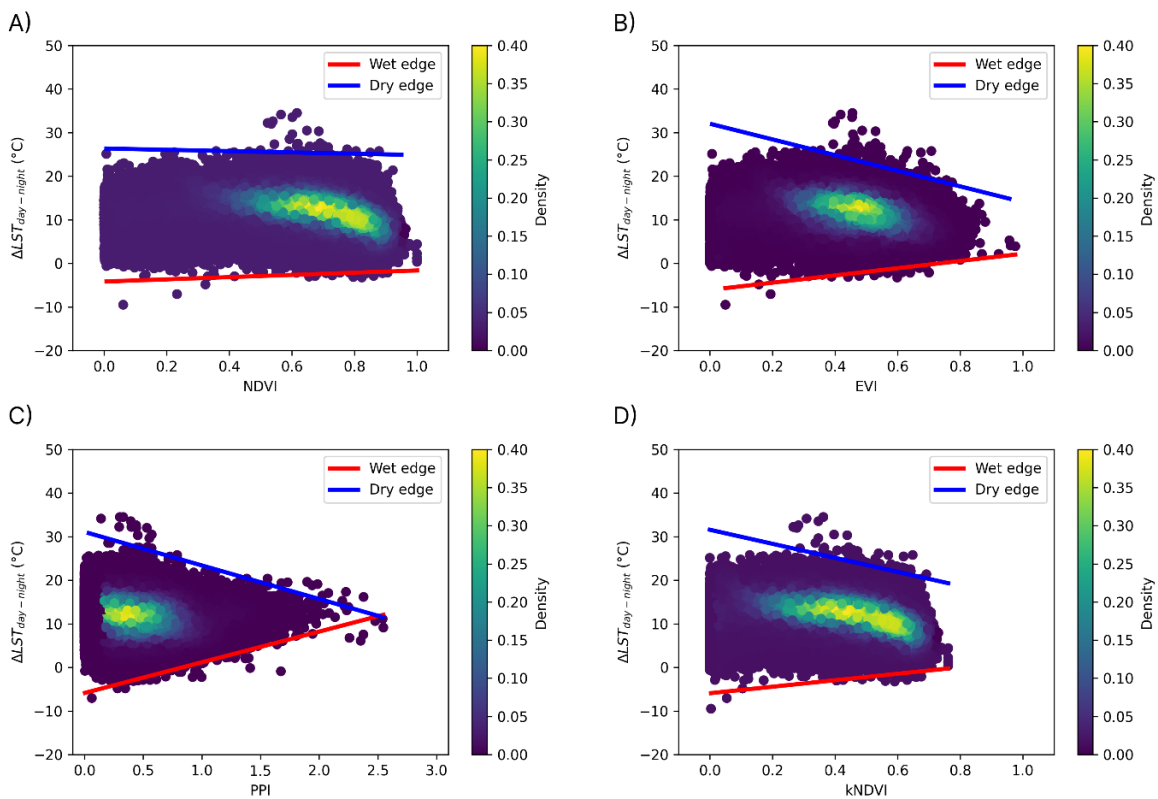 A)
50
40
30
20
10
0
−10
−20
ΔLST_day−night (°C)
0.0 0.2 0.4 0.6 0.8 1.0
NDVI
Wet edge
Dry edge
0.40
0.35
0.30
0.25
0.20
0.15
0.10
0.05
0.00
Density
B)
50
40
30
20
10
0
−10
−20
ΔLST_day−night (°C)
0.0 0.2 0.4 0.6 0.8 1.0
EVI
Wet edge
Dry edge
0.40
0.35
0.30
0.25
0.20
0.15
0.10
0.05
0.00
Density
C)
50
40
30
20
10
0
−10
−20
ΔLST_day−night (°C)
0.0 0.5 1.0 1.5 2.0 2.5 3.0
PPI
Wet edge
Dry edge
0.40
0.35
0.30
0.25
0.20
0.15
0.10
0.05
0.00
Density
D)
50
40
30
20
10
0
−10
−20
ΔLST_day−night (°C)
0.0 0.2 0.4 0.6 0.8 1.0
kNDVI
Wet edge
Dry edge
0.40
0.35
0.30
0.25
0.20
0.15
0.10
0.05
0.00
Density